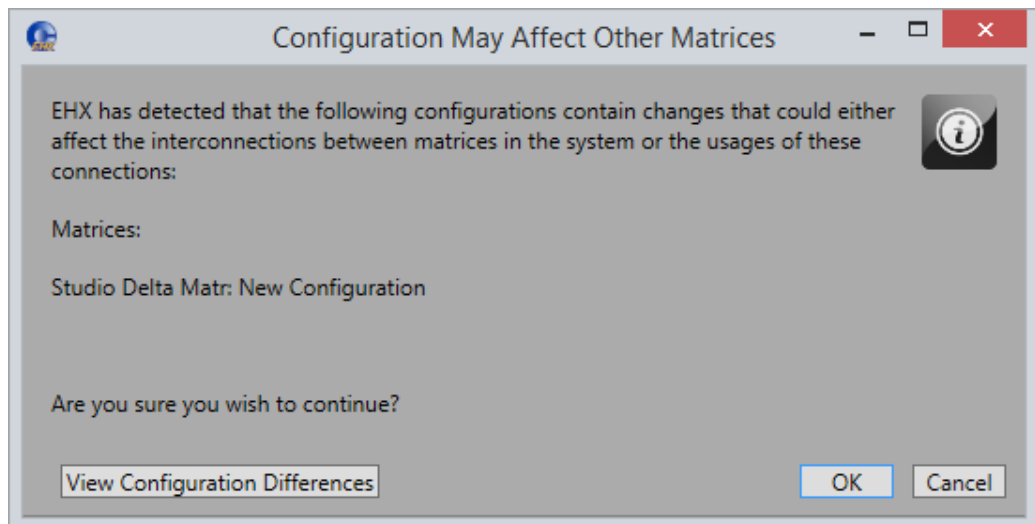 Configuration May Affect Other Matrices
EHX has detected that the following configurations contain changes that could either
affect the interconnections between matrices in the system or the usages of these
connections:
Matrices:
Studio Delta Matr: New Configuration
Are you sure you wish to continue?
View Configuration Differences
OK
Cancel